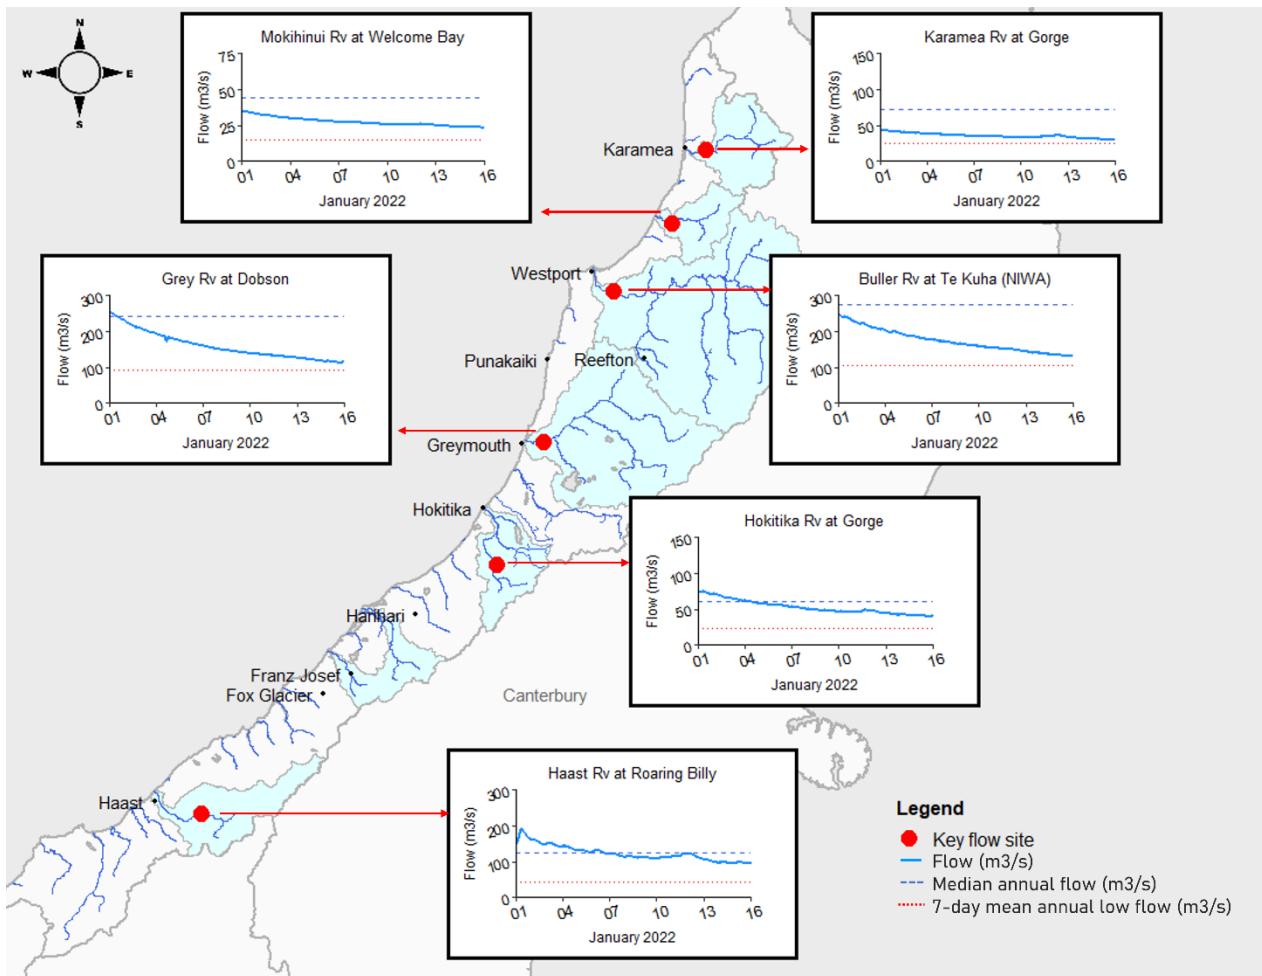 N
W E
S
Mokihinui Rv at Welcome Bay
Flow (m3/s)
75
50
25
0
01 04 07 10 13 16
January 2022
Karamea Rv at Gorge
Flow (m3/s)
150
100
50
0
01 04 07 10 13 16
January 2022
Karamea
Westport
Grey Rv at Dobson
Flow (m3/s)
300
200
100
0
01 04 07 10 13 16
January 2022
Buller Rv at Te Kuha (NIWA)
Flow (m3/s)
300
200
100
0
01 04 07 10 13 16
January 2022
Punakaiki
Reefton
Greymouth
Hokitika
Hokitika Rv at Gorge
Flow (m3/s)
150
100
50
0
01 04 07 10 13 16
January 2022
Harihari
Franz Josef
Fox Glacier
Canterbury
Haast
Haast Rv at Roaring Billy
Flow (m3/s)
300
200
100
0
01 04 07 10 13 16
January 2022
Legend
Key flow site
Flow (m3/s)
Median annual flow (m3/s)
7-day mean annual low flow (m3/s)